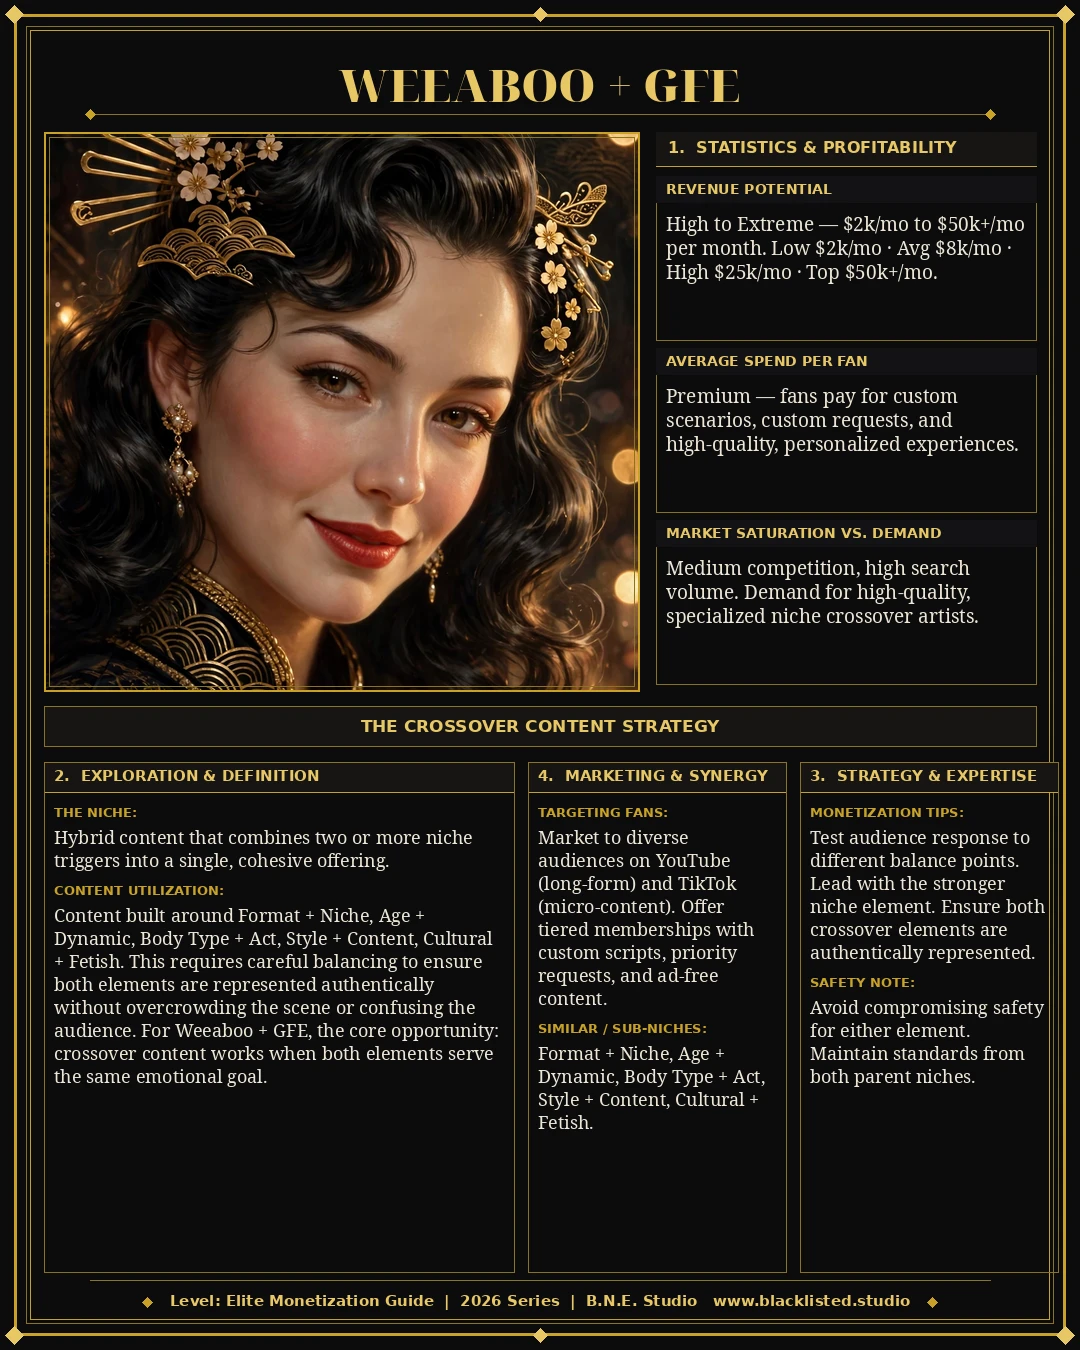 WEEABOO + GFE
1. STATISTICS & PROFITABILITY
REVENUE POTENTIAL
High to Extreme — $2k/mo to $50k+/mo
per month. Low $2k/mo · Avg $8k/mo ·
High $25k/mo · Top $50k+/mo.
AVERAGE SPEND PER FAN
Premium — fans pay for custom
scenarios, custom requests, and
high-quality, personalized experiences.
MARKET SATURATION VS. DEMAND
Medium competition, high search
volume. Demand for high-quality,
specialized niche crossover artists.
THE CROSSOVER CONTENT STRATEGY
2. EXPLORATION & DEFINITION
THE NICHE:
Hybrid content that combines two or more niche
triggers into a single, cohesive offering.
CONTENT UTILIZATION:
Content built around Format + Niche, Age +
Dynamic, Body Type + Act, Style + Content, Cultural
+ Fetish. This requires careful balancing to ensure
both elements are represented authentically
without overcrowding the scene or confusing the
audience. For Weeaboo + GFE, the core opportunity:
crossover content works when both elements serve
the same emotional goal.
4. MARKETING & SYNERGY
TARGETING FANS:
Market to diverse
audiences on YouTube
(long-form) and TikTok
(micro-content). Offer
tiered memberships with
custom scripts, priority
requests, and ad-free
content.
SIMILAR / SUB-NICHES:
Format + Niche, Age +
Dynamic, Body Type + Act,
Style + Content, Cultural +
Fetish.
3. STRATEGY & EXPERTISE
MONETIZATION TIPS:
Test audience response to
different balance points.
Lead with the stronger
niche element. Ensure both
crossover elements are
authentically represented.
SAFETY NOTE:
Avoid compromising safety
for either element.
Maintain standards from
both parent niches.
Level: Elite Monetization Guide | 2026 Series | B.N.E. Studio www.blacklisted.studio